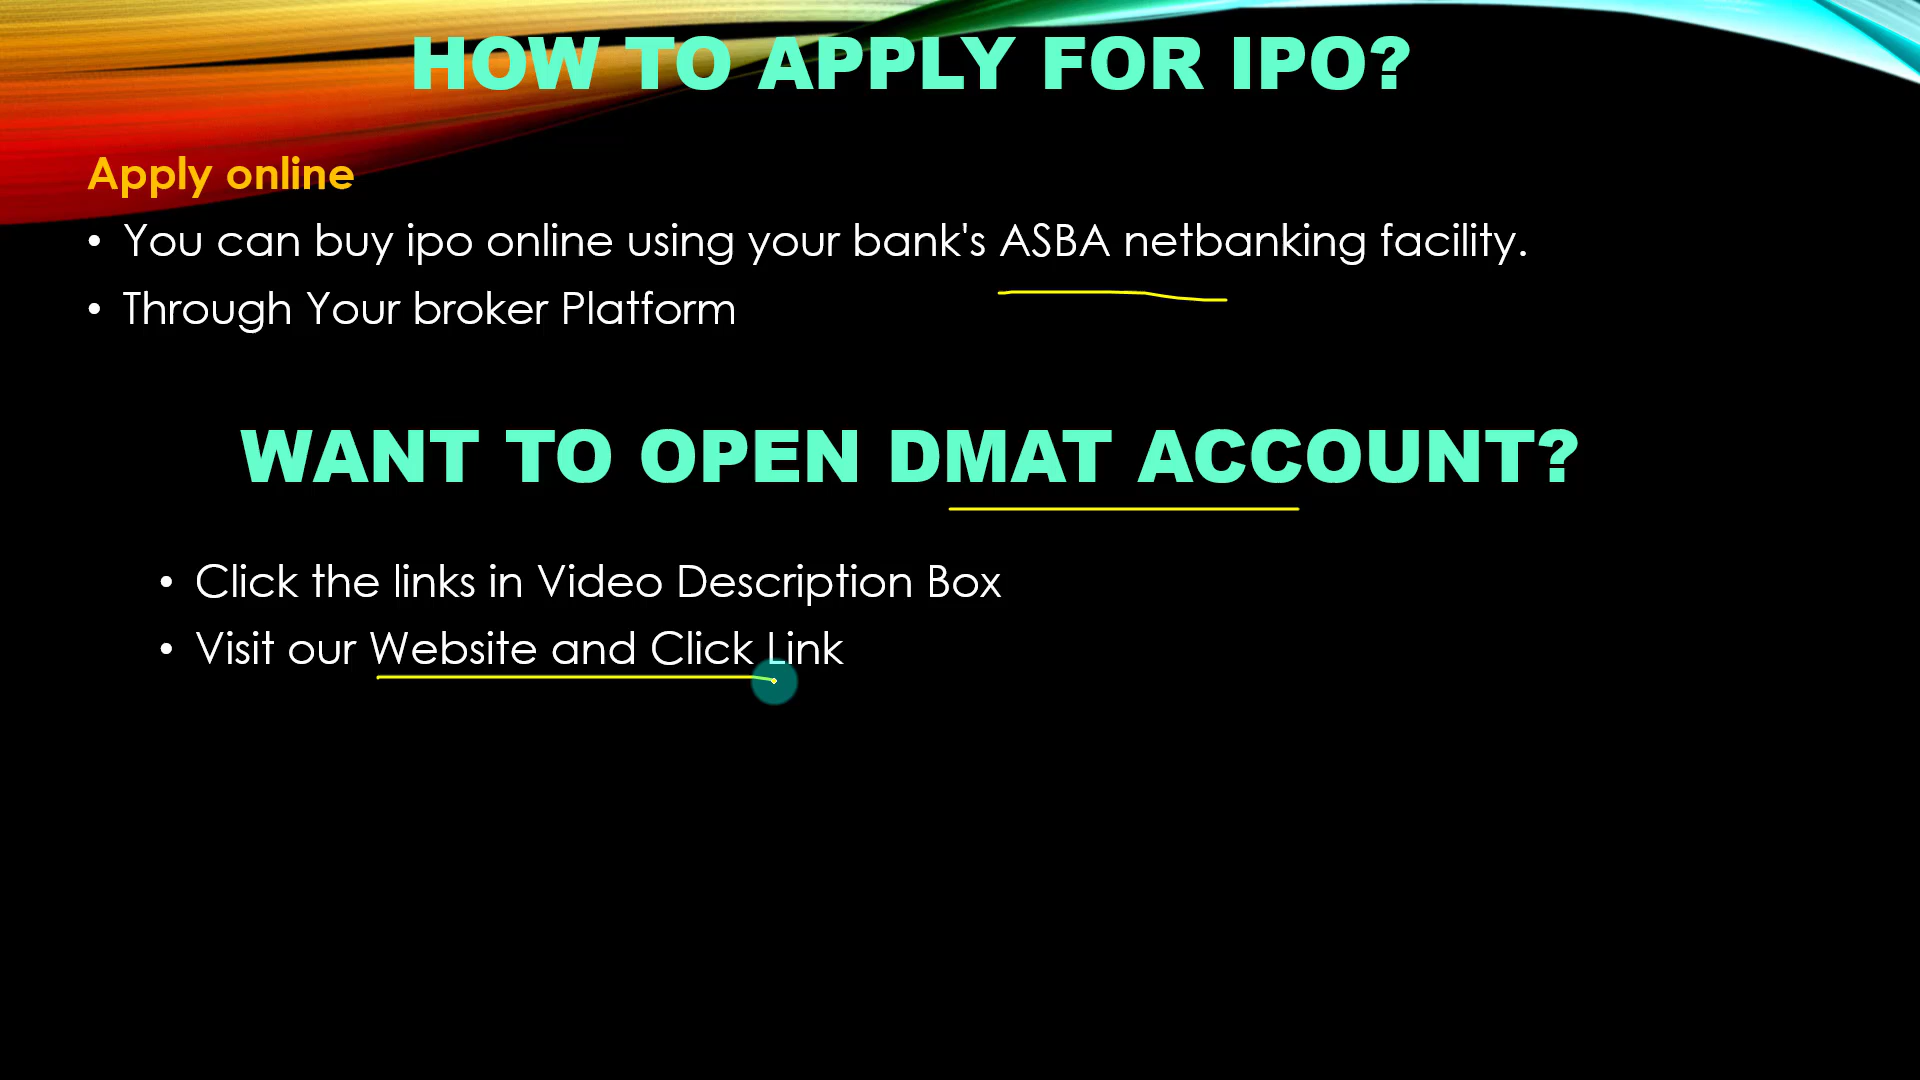 HOW TO APPLY FOR IPO?
Apply online
• You can buy ipo online using your bank's ASBA netbanking facility.
• Through Your broker Platform
WANT TO OPEN DMAT ACCOUNT?
• Click the links in Video Description Box
• Visit our Website and Click Link